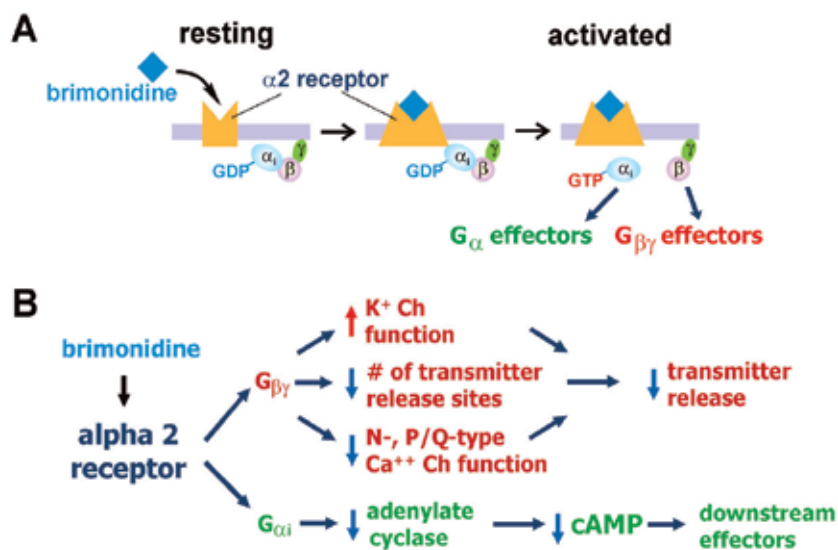 A
resting
activated
brimonidine
α2 receptor
GDP
αi
β
γ
GDP
αi
β
γ
GTP
αi
β
γ
Gα effectors
Gβγ effectors
B
brimonidine
alpha 2
receptor
Gβγ
K⁺ Ch
function
# of transmitter
release sites
N-, P/Q-type
Ca⁺⁺ Ch function
transmitter
release
Gαi
adenylate
cyclase
cAMP
downstream
effectors